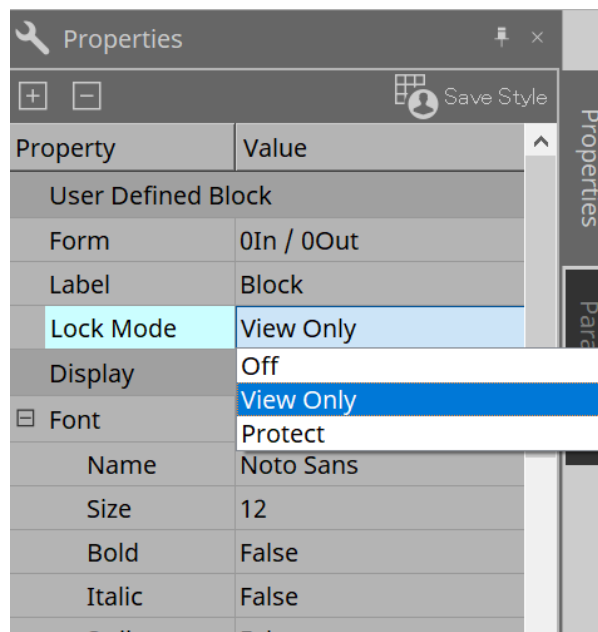 Properties
Save Style
Property Value
User Defined Block
Form 0In / 0Out
Label Block
Lock Mode View Only
Off
View Only
Protect
Display
Font
Name Noto Sans
Size 12
Bold False
Italic False
Properties